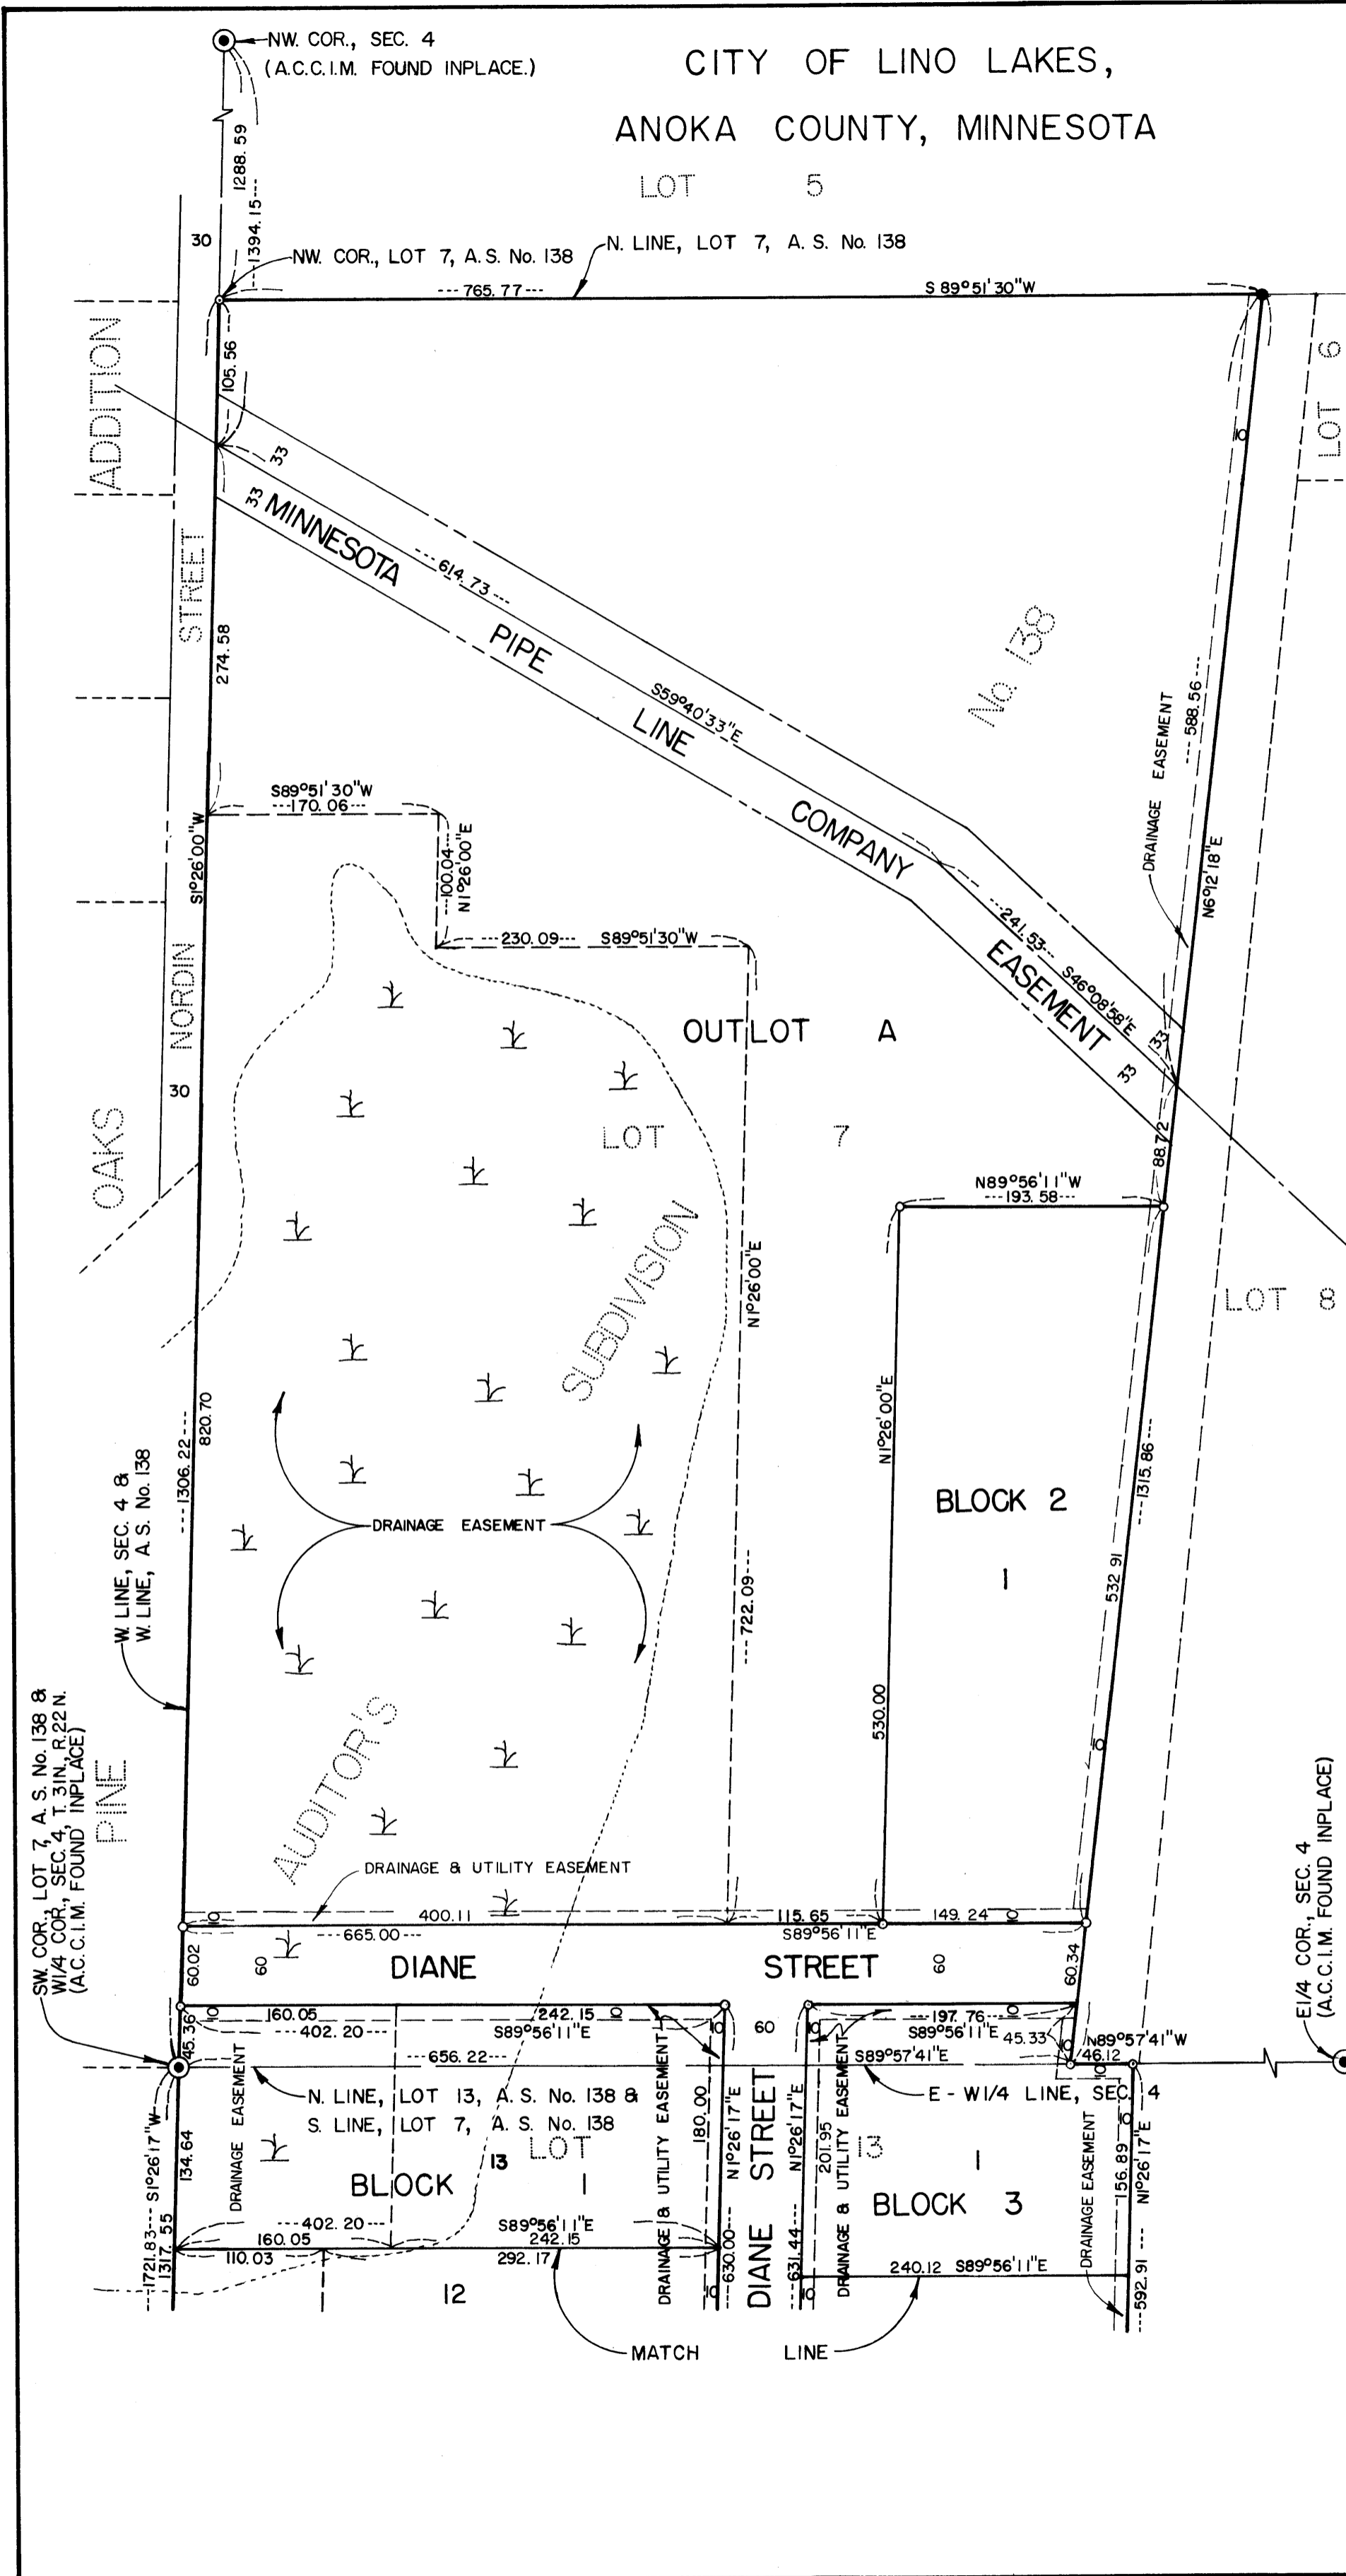 NW. COR., SEC. 4
(A.C.C.I.M. FOUND INPLACE.)
CITY OF LINO LAKES,
ANOKA COUNTY, MINNESOTA
LOT 5
1288.59
---1394.15---
30
NW. COR., LOT 7, A.S. No. 138
N. LINE, LOT 7, A. S. No. 138
---765.77---
S 89°51'30"W
ADDITION
105.56
LOT 6
10
33
33
MINNESOTA
---614.73---
STREET
274.58
PIPE
No. 138
S59°40'33"E
LINE
DRAINAGE EASEMENT
---588.56---
S89°51'30"W
---170.06---
COMPANY
S1°26'00"W
---100.04---
N1°26'00"E
N6°12'18"E
---230.09---
S89°51'30"W
---241.53---
S46°08'58"E
EASEMENT
NORDIN
OUTLOT A
33
33
30
OAKS
LOT 7
88.72
N89°56'11"W
---193.58---
SUBDIVISION
N1°26'00"E
LOT 8
N1°26'00"E
820.70
---1306.22---
W. LINE, SEC. 4 &
W. LINE, A. S. No. 138
---1315.86---
BLOCK 2
DRAINAGE EASEMENT
1
532.91
---722.09---
530.00
SW. COR., LOT 7, A. S. No. 138 &
W1/4 COR., SEC. 4, T. 31N., R.22 N.
(A.C.C.I.M. FOUND INPLACE)
PINE
AUDITOR'S
10
E1/4 COR., SEC. 4
(A.C.C.I.M. FOUND INPLACE)
DRAINAGE & UTILITY EASEMENT
10
400.11
115.65
149.24
10
---665.00---
S89°56'11"E
60.02
60
DIANE STREET
60
60.34
10
160.05
242.15
10
---197.76---
10
---402.20---
S89°56'11"E
10
60
10
S89°56'11"E
45.33
10
N89°57'41"W
45.36
---656.22---
S89°57'41"E
46.12
10
N. LINE, LOT 13, A. S. No. 138 &
S. LINE, LOT 7, A. S. No. 138
E - W1/4 LINE, SEC. 4
DRAINAGE EASEMENT
DRAINAGE & UTILITY EASEMENT
180.00
N1°26'17"E
DIANE STREET
N1°26'17"E
201.95
DRAINAGE & UTILITY EASEMENT
10
S1°26'17"W
134.64
13
LOT
13
BLOCK 1
1
BLOCK 3
---156.89
N1°26'17"E
DRAINAGE EASEMENT
---402.20---
S89°56'11"E
160.05
242.15
---1721.83---
1317.55
110.03
292.17
---630.00---
---631.44---
240.12 S89°56'11"E
---592.91---
12
10
10
MATCH LINE